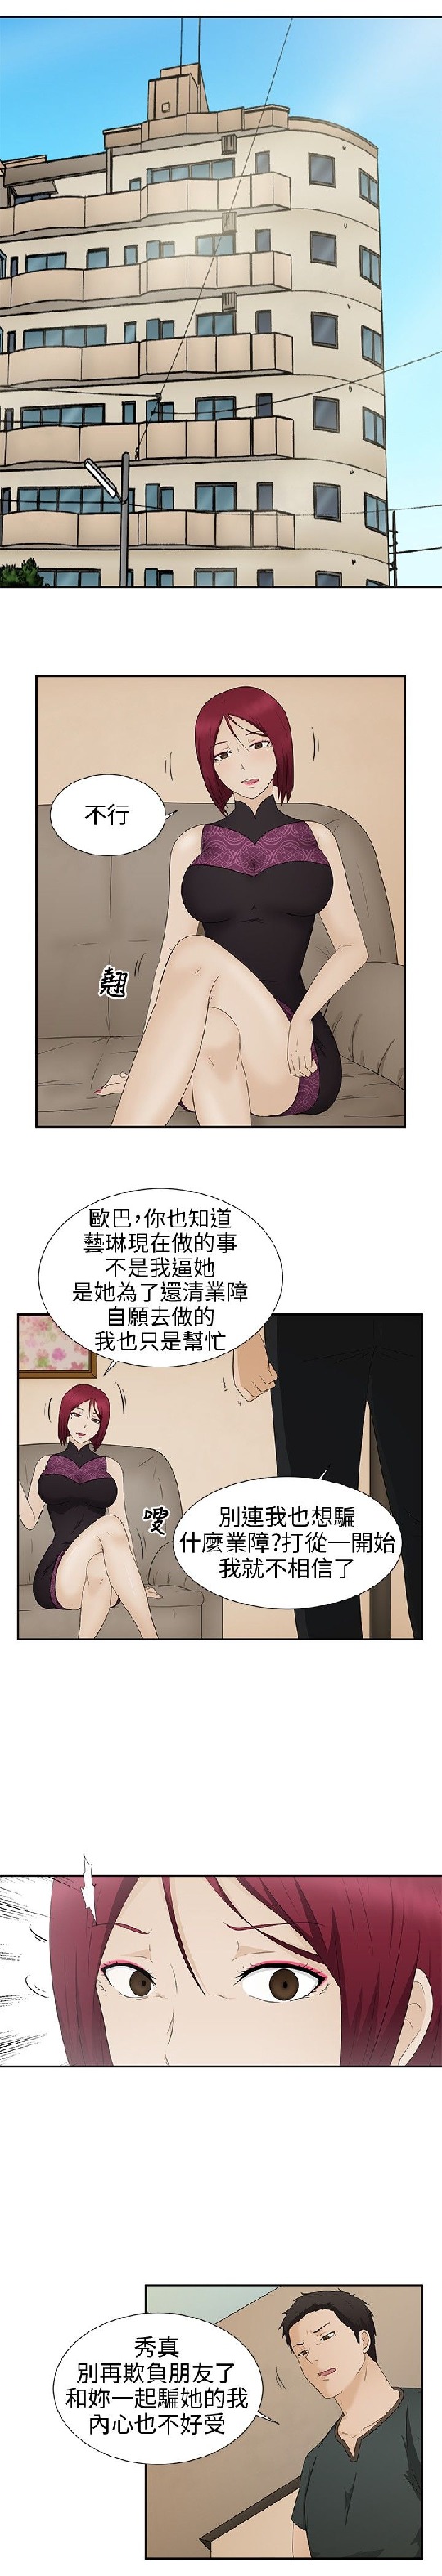 不行
翹
歐巴，你也知道
藝琳現在做的事
不是我逼她
是她為了還清業障
自願去做的
我也只是幫忙
嗖
別連我也想騙
什麼業障?打從一開始
我就不相信了
秀真
別再欺負朋友了
和妳一起騙她的我
內心也不好受